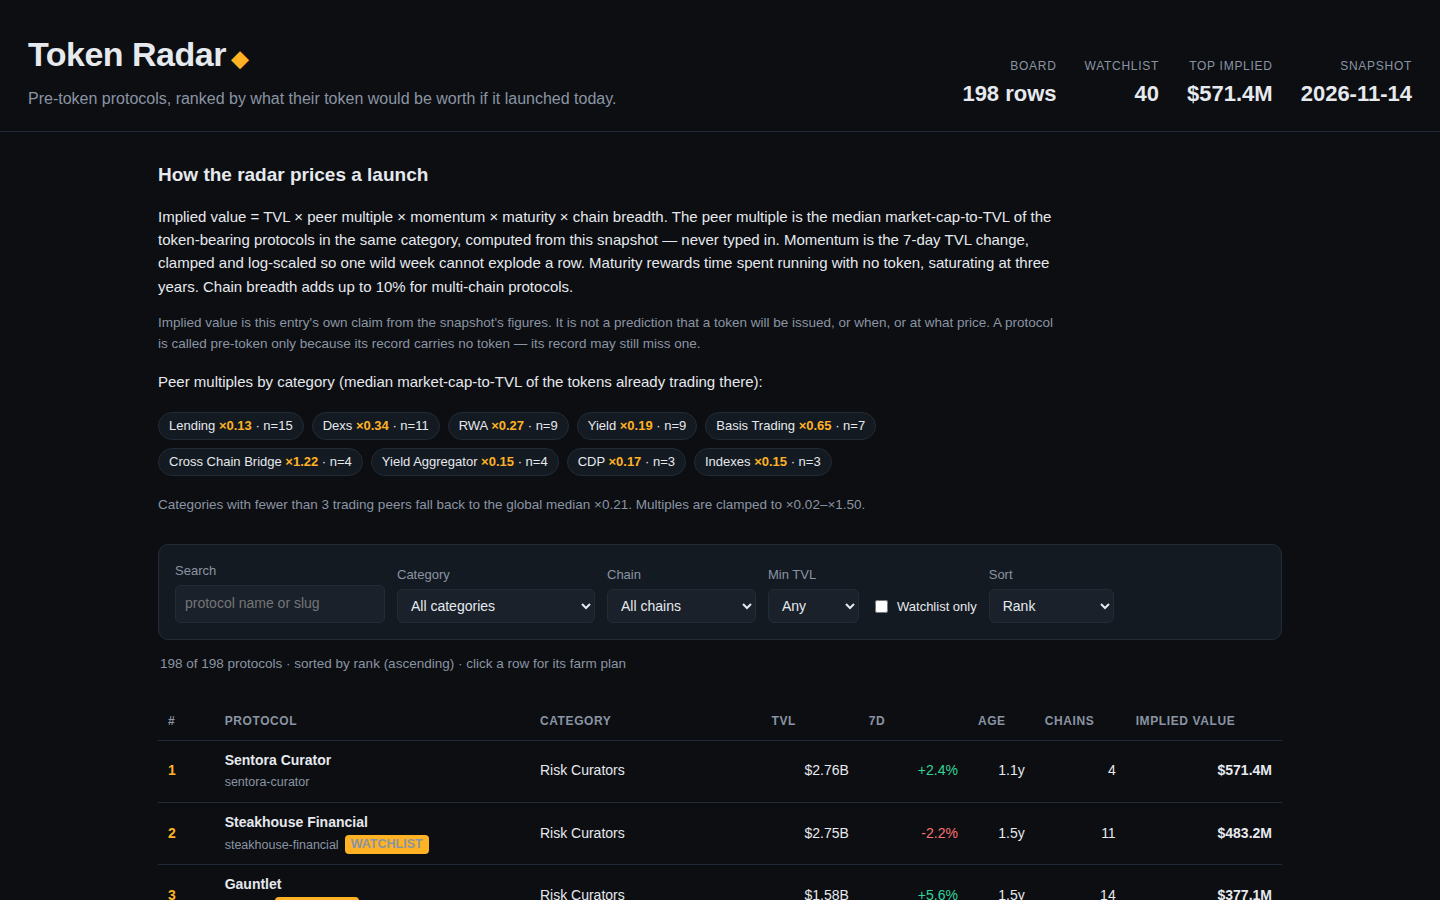 Token Radar
Pre-token protocols, ranked by what their token would be worth if it launched today.
BOARD
198 rows
WATCHLIST
40
TOP IMPLIED
$571.4M
SNAPSHOT
2026-11-14
How the radar prices a launch
Implied value = TVL × peer multiple × momentum × maturity × chain breadth. The peer multiple is the median market-cap-to-TVL of the
token-bearing protocols in the same category, computed from this snapshot — never typed in. Momentum is the 7-day TVL change,
clamped and log-scaled so one wild week cannot explode a row. Maturity rewards time spent running with no token, saturating at three
years. Chain breadth adds up to 10% for multi-chain protocols.
Implied value is this entry's own claim from the snapshot's figures. It is not a prediction that a token will be issued, or when, or at what price. A protocol
is called pre-token only because its record carries no token — its record may still miss one.
Peer multiples by category (median market-cap-to-TVL of the tokens already trading there):
Lending ×0.13 · n=15 Dexs ×0.34 · n=11 RWA ×0.27 · n=9 Yield ×0.19 · n=9 Basis Trading ×0.65 · n=7
Cross Chain Bridge ×1.22 · n=4 Yield Aggregator ×0.15 · n=4 CDP ×0.17 · n=3 Indexes ×0.15 · n=3
Categories with fewer than 3 trading peers fall back to the global median ×0.21. Multiples are clamped to ×0.02–×1.50.
Search Category Chain Min TVL Sort
protocol name or slug All categories All chains Any Watchlist only Rank
198 of 198 protocols · sorted by rank (ascending) · click a row for its farm plan
# PROTOCOL CATEGORY TVL 7D AGE CHAINS IMPLIED VALUE
1 Sentora Curator Risk Curators $2.76B +2.4% 1.1y 4 $571.4M
sentora-curator
2 Steakhouse Financial Risk Curators $2.75B -2.2% 1.5y 11 $483.2M
steakhouse-financial WATCHLIST
3 Gauntlet Risk Curators $1.58B +5.6% 1.5y 14 $377.1M